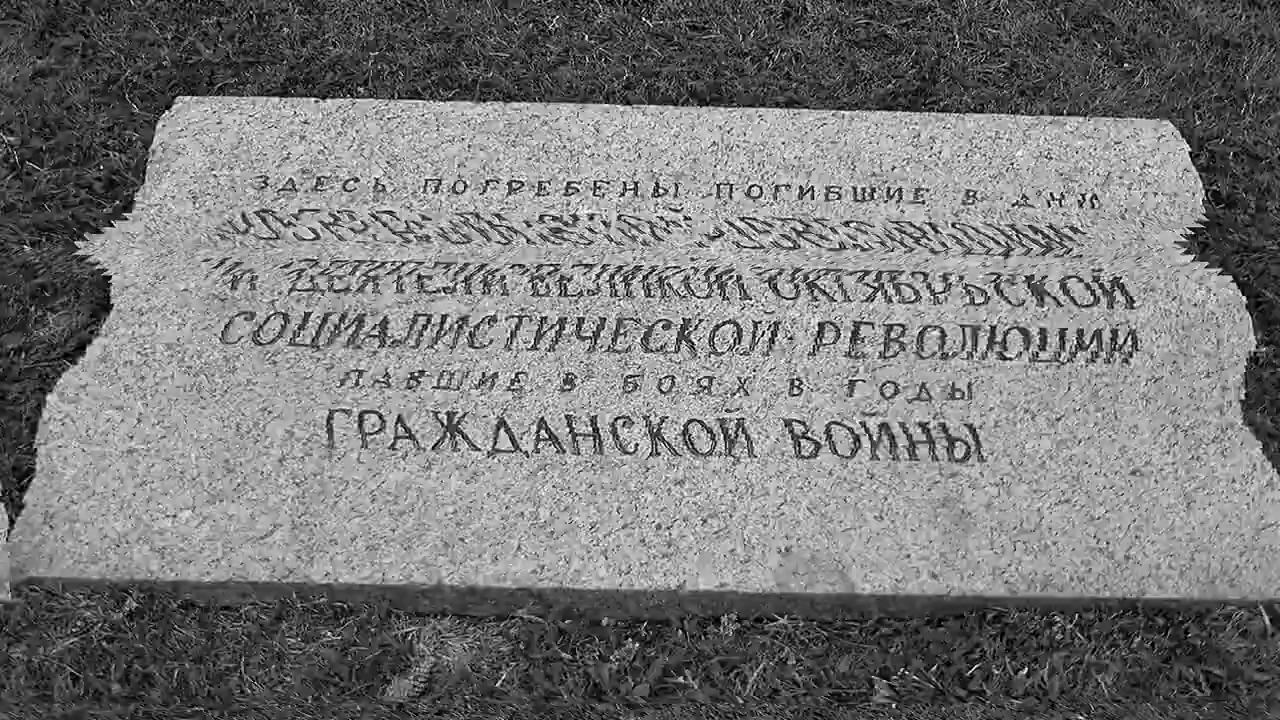 ЗДЕСЬ ПОГРЕБЕНЫ ПОГИБШИЕ В ДНИ
И ДЕЯТЕЛИ ВЕЛИКОЙ ОКТЯБРЬСКОЙ
СОЦИАЛИСТИЧЕСКОЙ РЕВОЛЮЦИИ
ПАВШИЕ В БОЯХ В ГОДЫ
ГРАЖДАНСКОЙ ВОЙНЫ